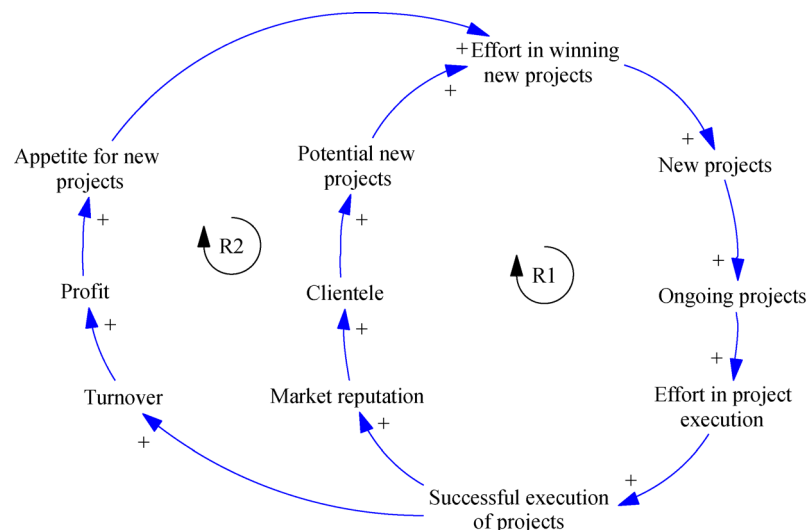 + Effort in winning
new projects
+
Appetite for new
projects
Potential new
projects
+
New projects
+
+
R2
R1
+
Profit
Clientele
Ongoing projects
+
+
+
Turnover
Market reputation
Effort in project
execution
+
+
+
Successful execution
of projects